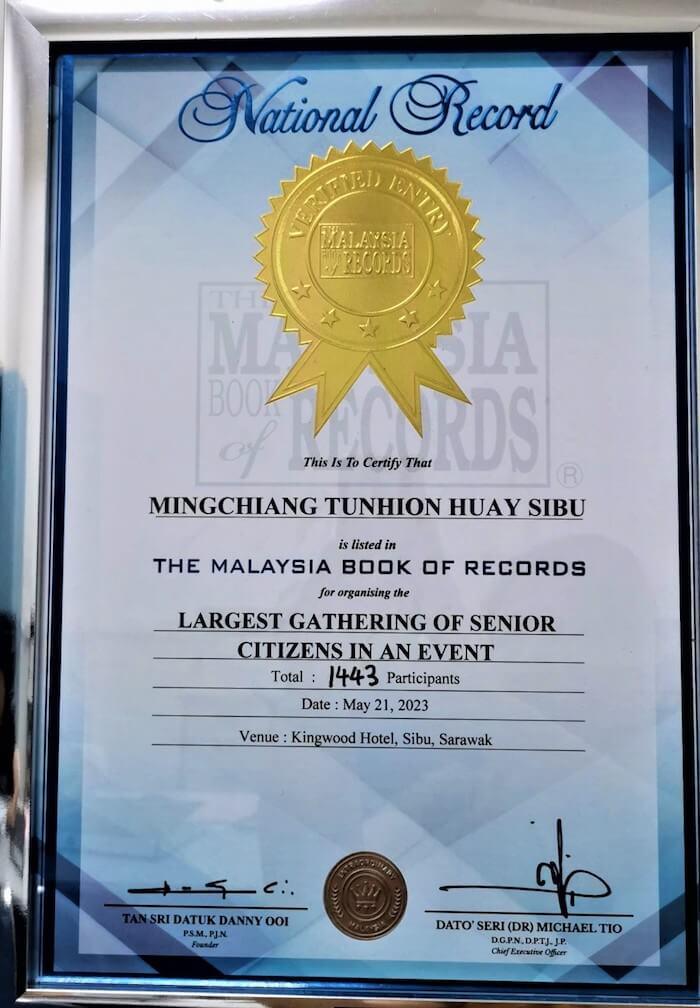 National Record
VERIFIED ENTRY
MALAYSIA
BOOK of RECORDS
THE
MALAYSIA
BOOK
of RECORDS
®
This Is To Certify That
MINGCHIANG TUNHION HUAY SIBU
is listed in
THE MALAYSIA BOOK OF RECORDS
for organising the
LARGEST GATHERING OF SENIOR
CITIZENS IN AN EVENT
Total : 1443 Participants
Date : May 21, 2023
Venue : Kingwood Hotel, Sibu, Sarawak
EXTRAORDINARY
MALAYSIA
TAN SRI DATUK DANNY OOI
P.S.M., P.J.N.
Founder
DATO' SERI (DR) MICHAEL TIO
D.G.P.N., D.P.T.J., J.P.
Chief Executive Officer